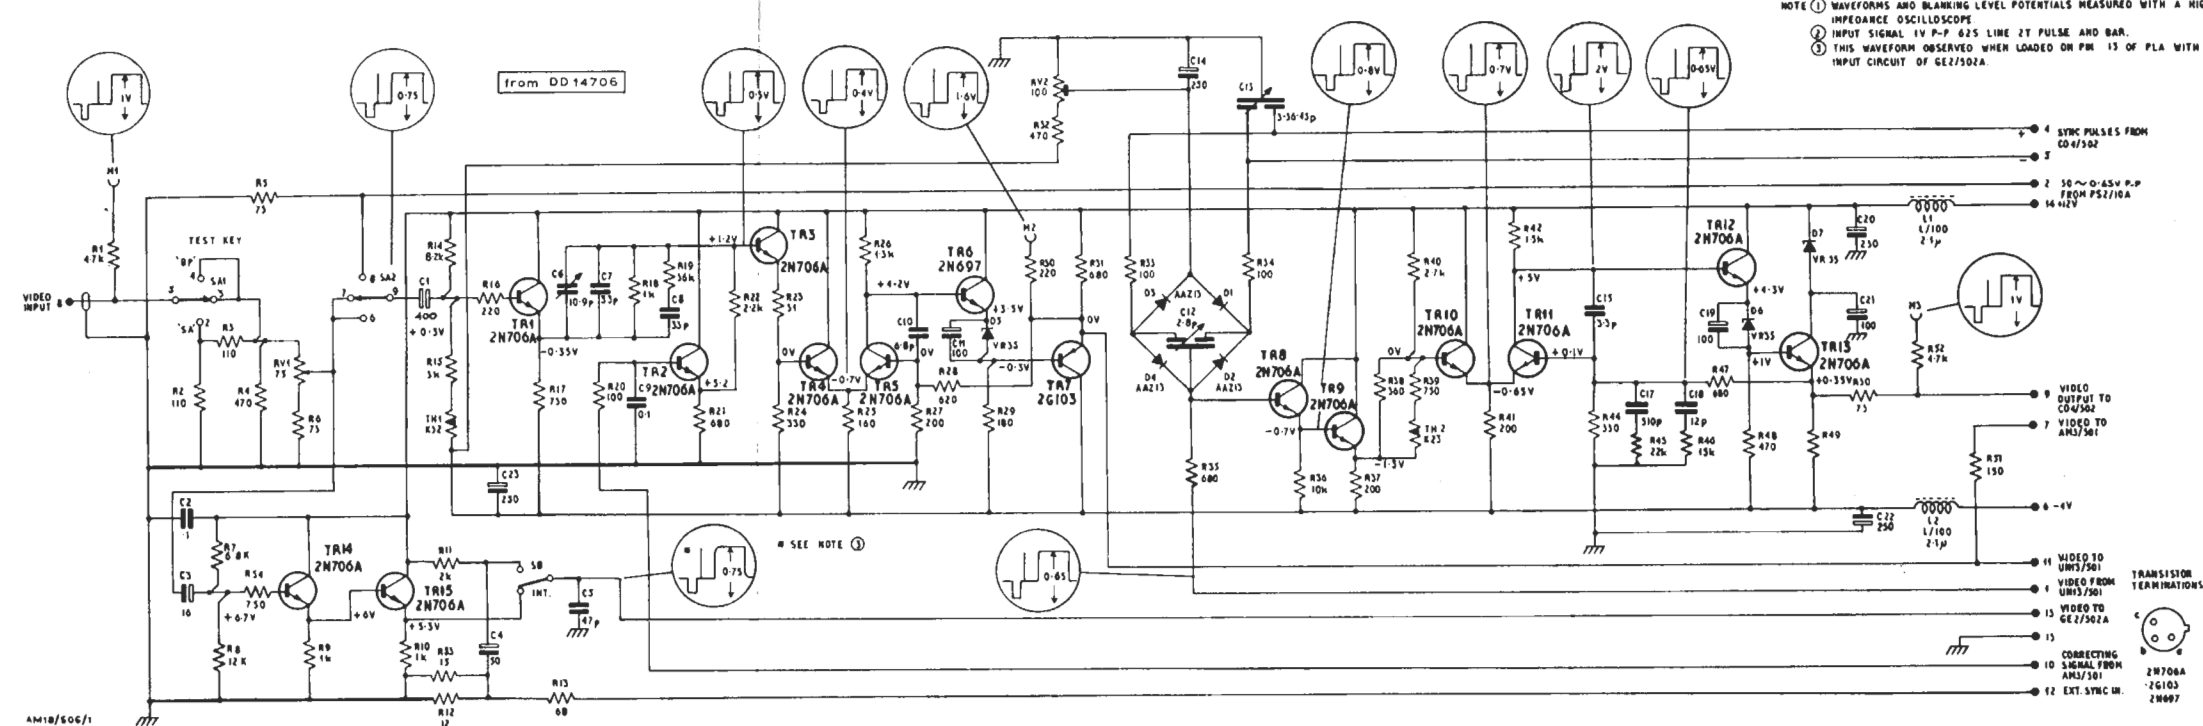 NOTE ① WAVEFORMS AND BLANKING LEVEL POTENTIALS MEASURED WITH A HIG
IMPEDANCE OSCILLOSCOPE.
② INPUT SIGNAL 1V P-P 625 LINE 2T PULSE AND BAR.
③ THIS WAVEFORM OBSERVED WHEN LOADED ON PIN 13 OF PLA WITH
INPUT CIRCUIT OF GE2/502A.
from DD14706
1V
0·75
0·5V
0·4V
1·6V
0·8V
0·7V
2V
0·65V
M1
R1
4·7k
VIDEO
INPUT 8
TEST KEY
'BP'
4
3
SA1
5
'SA'
2
R2
110
R3
110
R4
470
RV1
75
R6
75
R5
75
8 SA2
7
9
6
C1
400
+0·3V
R14
8·2k
R15
3k
TH1
K52
R16
220
TR1
2N706A
-0·35V
R17
750
C6
10·9p
C7
33p
R18
1k
R19
36k
C8
33p
R20
100
C9
0·1
TR2
2N706A
+5·2
R21
680
R22
2·2k
+1·2V
TR3
2N706A
R23
51
0V
R24
330
TR4
2N706A
-0·7V
R25
160
R26
1·3k
+4·2V
C10
6·8p
0V
TR5
2N706A
R27
200
R28
620
TR6
2N697
+3·5V
D5
VR35
C11
100
-0·3V
R29
180
M2
R30
220
R31
680
0V
TR7
2G103
RV2
100
R32
470
C14
250
C13
3·36·43p
R33
100
R34
100
D3
AAZ13
D1
C12
2·8p
D4
AAZ13
D2
AAZ13
R35
680
TR8
2N706A
-0·7V
R36
10k
TR9
2N706A
-1·3V
R37
200
R38
560
R39
750
TH2
K23
R40
2·7k
0V
TR10
2N706A
-0·65V
R41
200
R42
1·5k
+5V
TR11
2N706A
+0·1V
C15
3·3p
R44
330
C17
510p
R45
22k
C18
12p
R46
15k
R47
680
TR12
2N706A
+4·3V
C19
100
D6
VR35
+1V
R48
470
TR13
2N706A
+0·35V
R49
R50
75
D7
VR35
C20
250
C21
100
L1
L/100
2·1µ
M3
R52
4·7k
1V
R51
150
C22
250
L2
L/100
2·1µ
C23
250
+ 4 SYNC PULSES FROM
CO4/502
- 3
2 50~0·65V P-P
FROM PS2/10A
14 +12V
9 VIDEO
OUTPUT TO
CO4/502
7 VIDEO TO
AM3/501
6 -4V
11 VIDEO TO
UN13/501
1 VIDEO FROM
UN13/501
13 VIDEO TO
GE2/502A
15
10 CORRECTING
SIGNAL FROM
AM3/501
12 EXT. SYNC IN.
C2
·1
C3
16
R7
6·8K
R8
12K
+6·7V
R54
750
TR14
2N706A
+6V
R9
1k
TR15
2N706A
+5·3V
R10
1k
R11
2k
R53
15
R12
12
R13
68
C4
50
SB
INT.
C5
47p
* 0·75
* SEE NOTE ③
0·65
TRANSISTOR
TERMINATIONS
c
b
e
2N706A
2G103
2N697
AM18/506/1